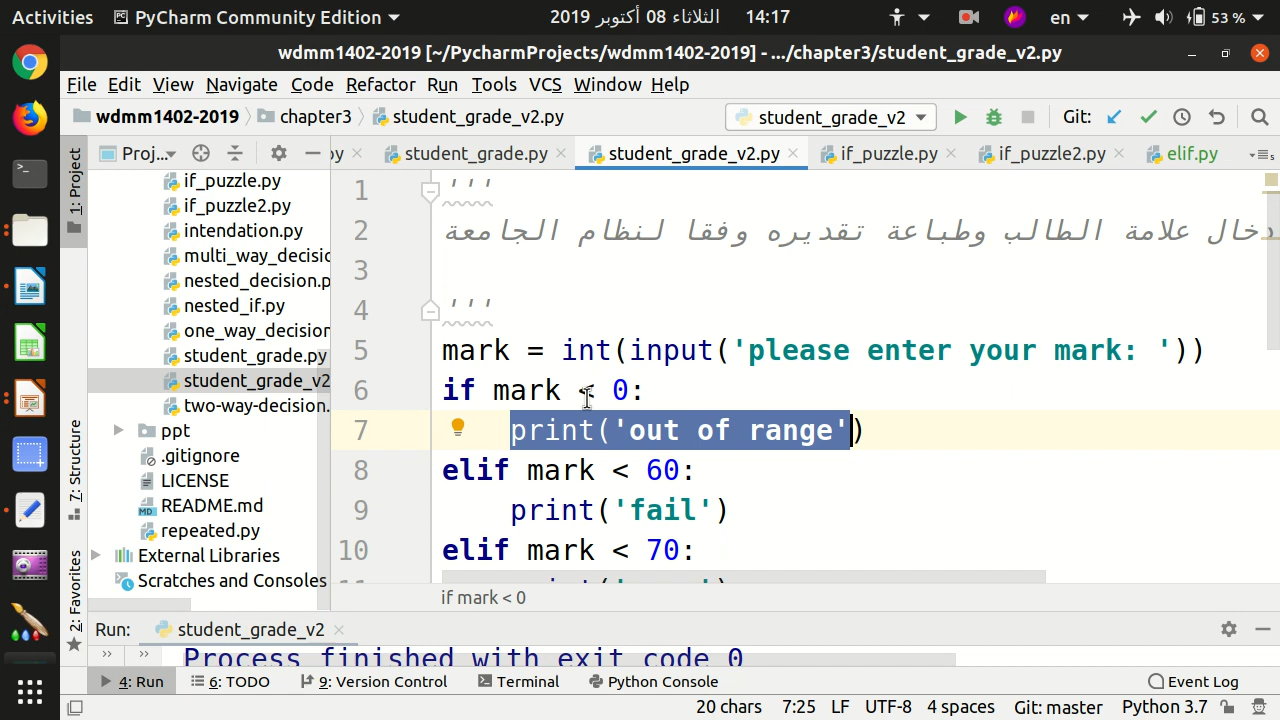 Activities PyCharm Community Edition الثلاثاء 08 أكتوبر 2019 14:17 en 53 %
wdmm1402-2019 [~/PycharmProjects/wdmm1402-2019] - .../chapter3/student_grade_v2.py
File Edit View Navigate Code Refactor Run Tools VCS Window Help
wdmm1402-2019 chapter3 student_grade_v2.py student_grade_v2 Git:
1: Project
Proj... py student_grade.py student_grade_v2.py if_puzzle.py if_puzzle2.py elif.py
if_puzzle.py
if_puzzle2.py
intendation.py
multi_way_decisio
nested_decision.p
nested_if.py
one_way_decision
student_grade.py
student_grade_v2
two-way-decision.
ppt
.gitignore
LICENSE
README.md
repeated.py
External Libraries
Scratches and Consoles
7: Structure
2: Favorites
1 '''
2 دخال علامة الطالب وطباعة تقديره وفقا لنظام الجامعة
3
4 '''
5 mark = int(input('please enter your mark: '))
6 if mark < 0:
7 print('out of range')
8 elif mark < 60:
9 print('fail')
10 elif mark < 70:
if mark < 0
Run: student_grade_v2
Process finished with exit code 0
4: Run 6: TODO 9: Version Control Terminal Python Console Event Log
20 chars 7:25 LF UTF-8 4 spaces Git: master Python 3.7